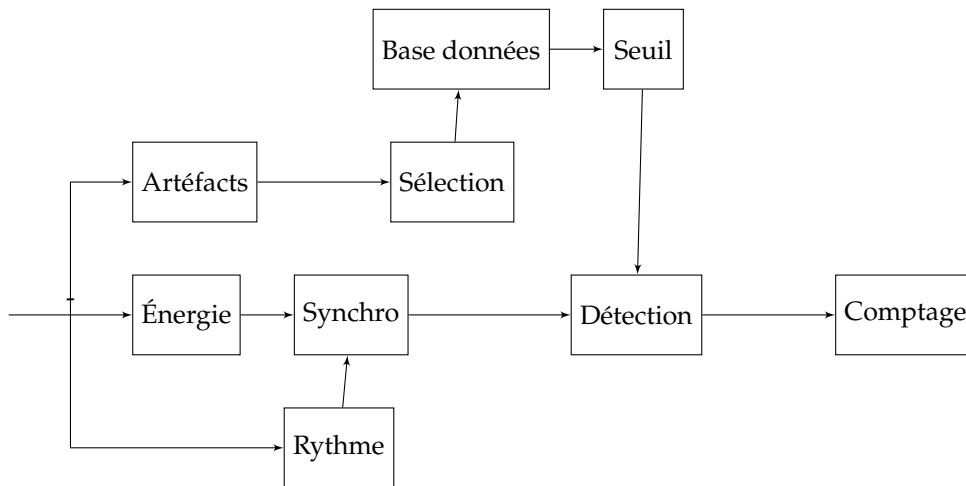 Base données
Seuil
Artéfacts
Sélection
Énergie
Synchro
Détection
Comptage
Rythme